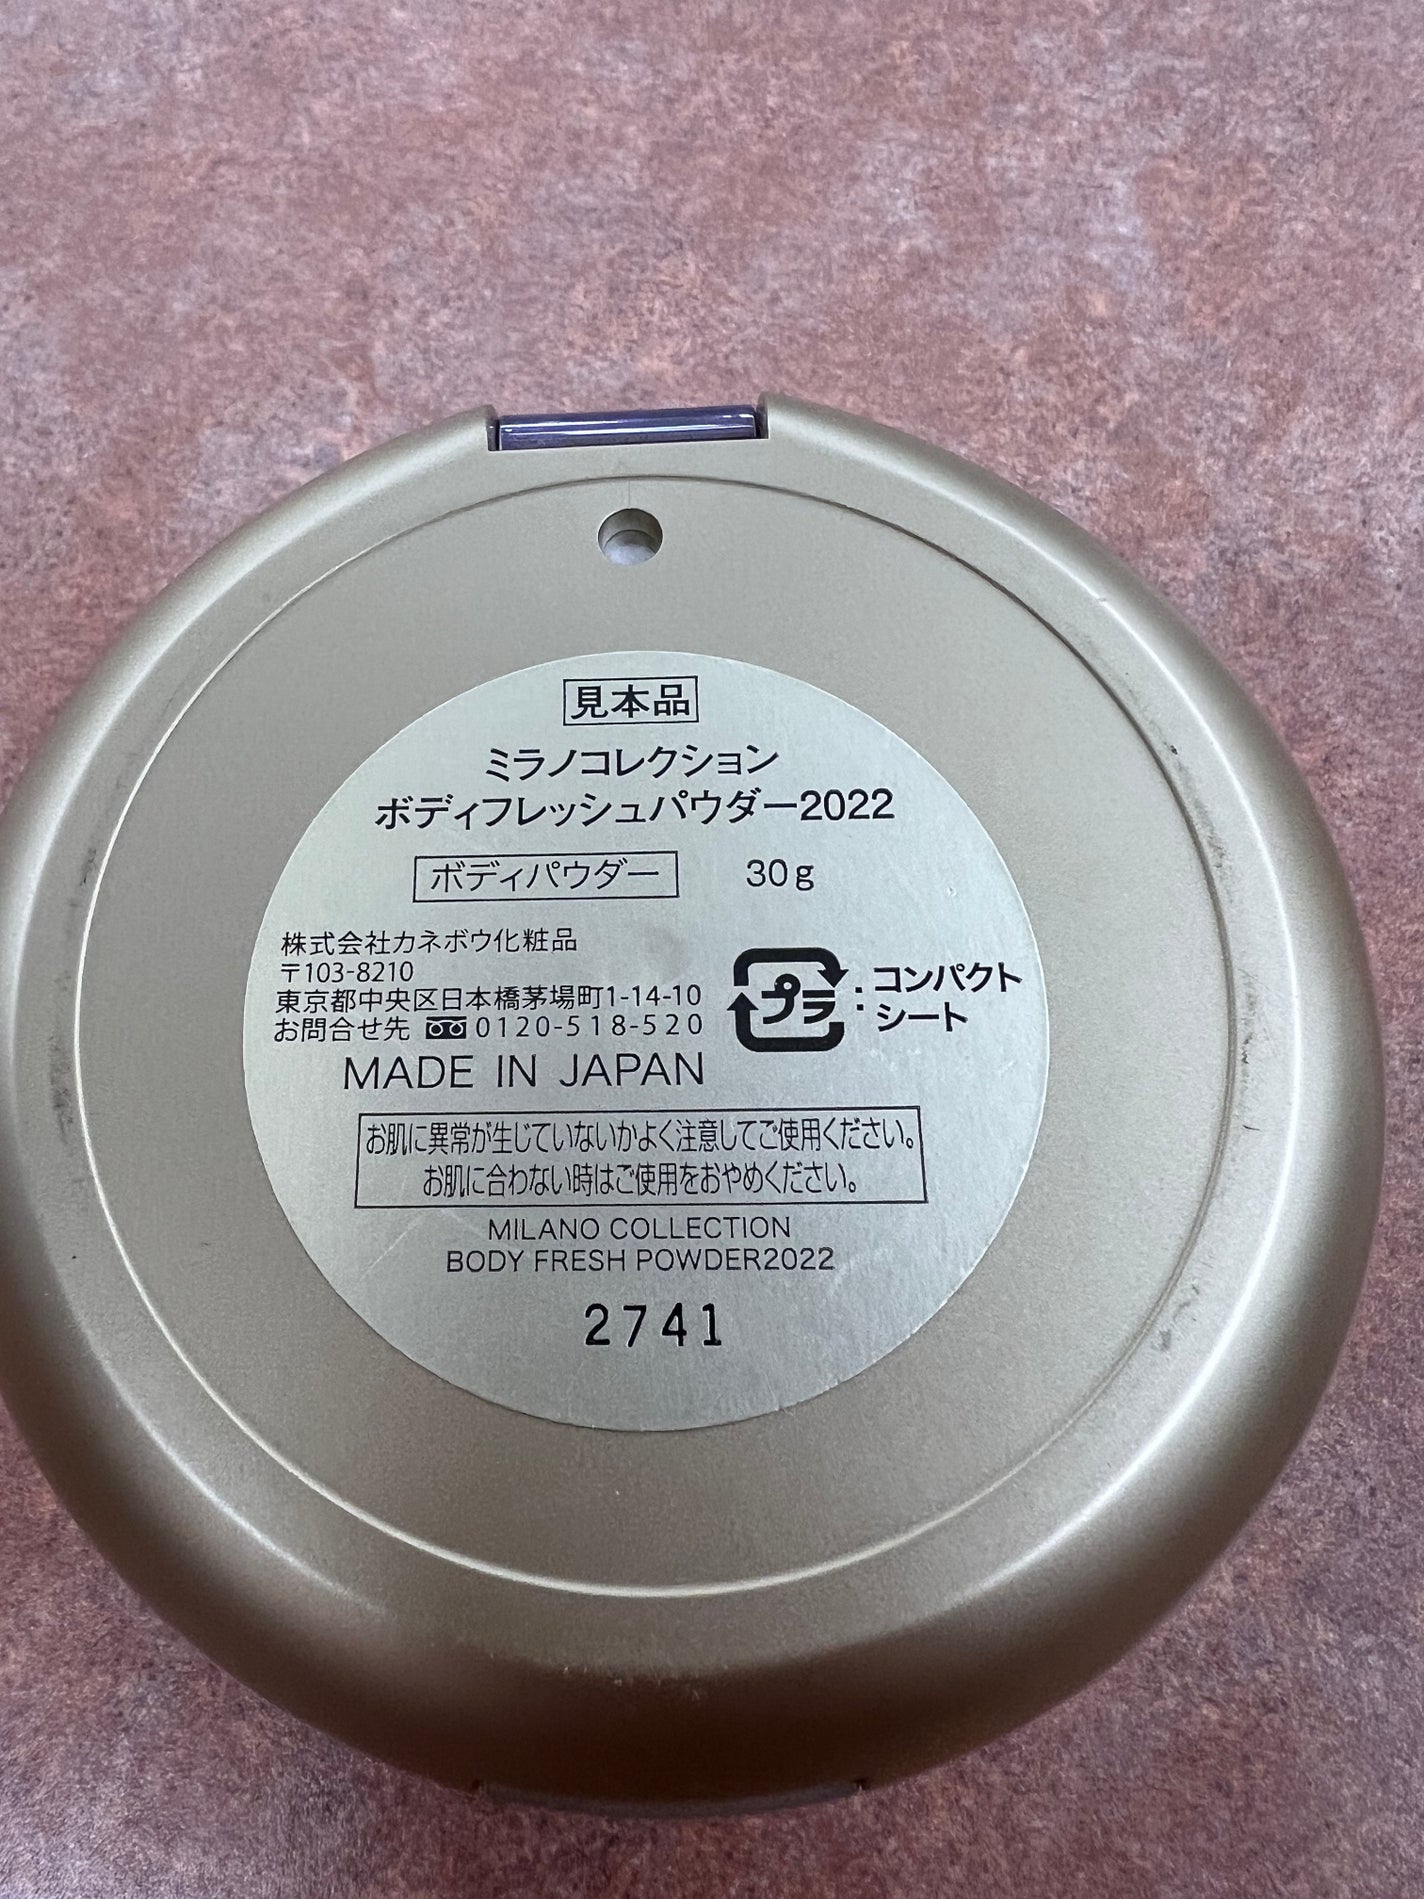 見本品
ミラノコレクション
ボディフレッシュパウダー2022
ボディパウダー 30g
株式会社カネボウ化粧品
〒103-8210
東京都中央区日本橋茅場町1-14-10
お問合せ先 0120-518-520
プラ : コンパクト
シート
MADE IN JAPAN
お肌に異常が生じていないかよく注意してご使用ください。
お肌に合わない時はご使用をおやめください。
MILANO COLLECTION
BODY FRESH POWDER2022
2741